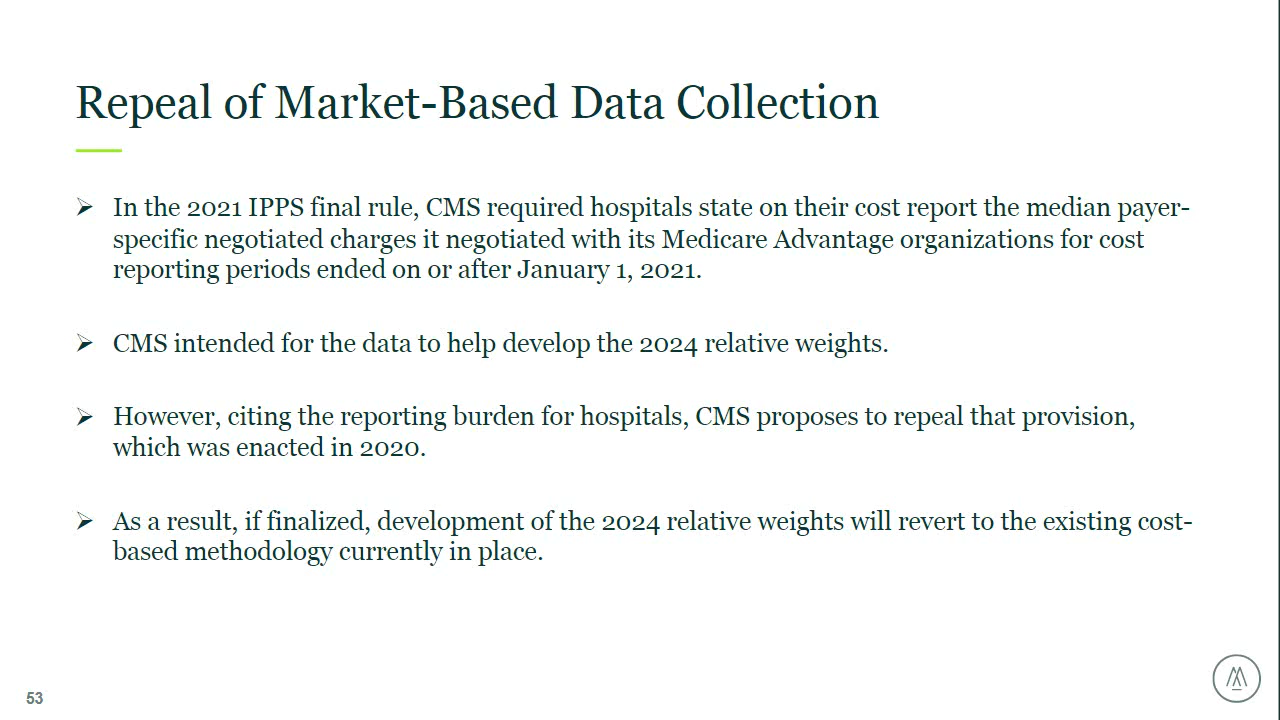 Repeal of Market-Based Data Collection
In the 2021 IPPS final rule, CMS required hospitals state on their cost report the median payer-
specific negotiated charges it negotiated with its Medicare Advantage organizations for cost
reporting periods ended on or after January 1, 2021.
CMS intended for the data to help develop the 2024 relative weights.
However, citing the reporting burden for hospitals, CMS proposes to repeal that provision,
which was enacted in 2020.
As a result, if finalized, development of the 2024 relative weights will revert to the existing cost-
based methodology currently in place.
53